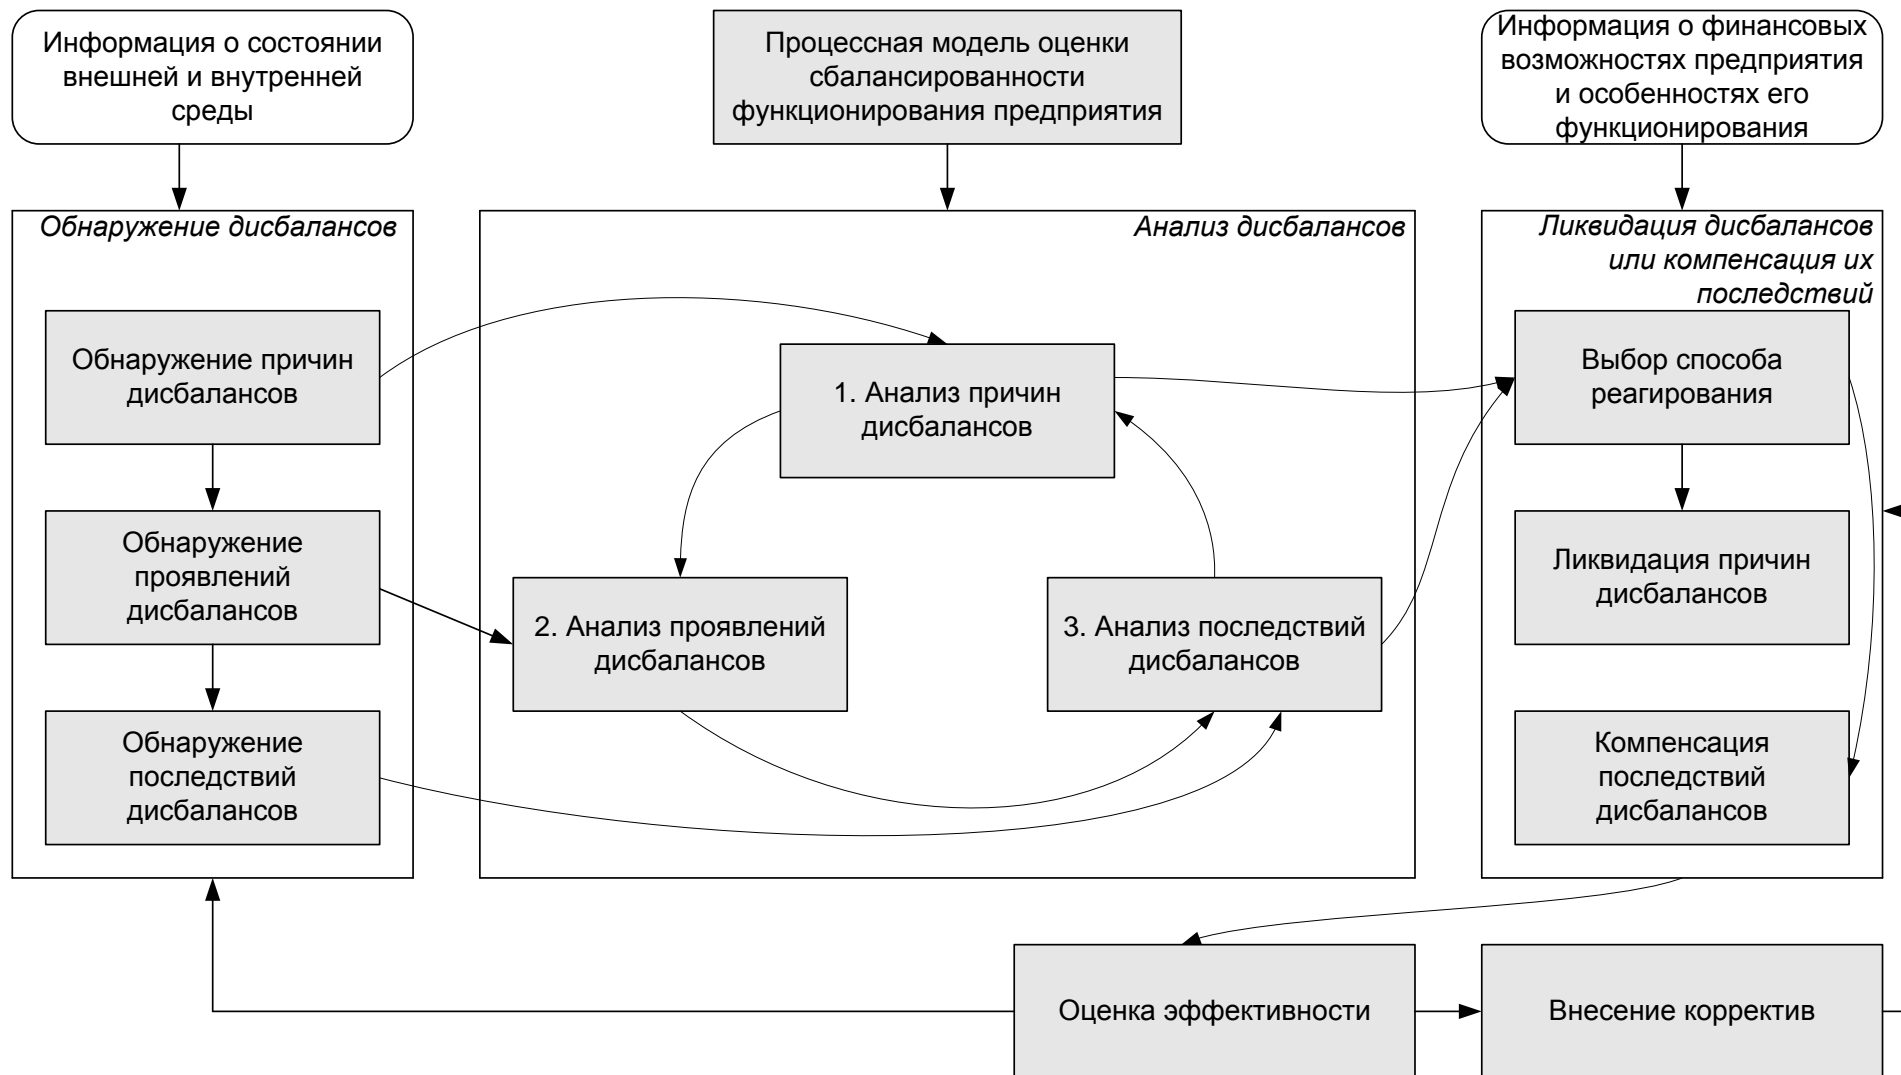 Информация о состоянии
внешней и внутренней
среды
Процессная модель оценки
сбалансированности
функционирования предприятия
Информация о финансовых
возможностях предприятия
и особенностях его
функционирования
Обнаружение дисбалансов
Обнаружение причин
дисбалансов
Обнаружение
проявлений
дисбалансов
Обнаружение
последствий
дисбалансов
Анализ дисбалансов
1. Анализ причин
дисбалансов
2. Анализ проявлений
дисбалансов
3. Анализ последствий
дисбалансов
Ликвидация дисбалансов
или компенсация их
последствий
Выбор способа
реагирования
Ликвидация причин
дисбалансов
Компенсация
последствий
дисбалансов
Оценка эффективности
Внесение корректив